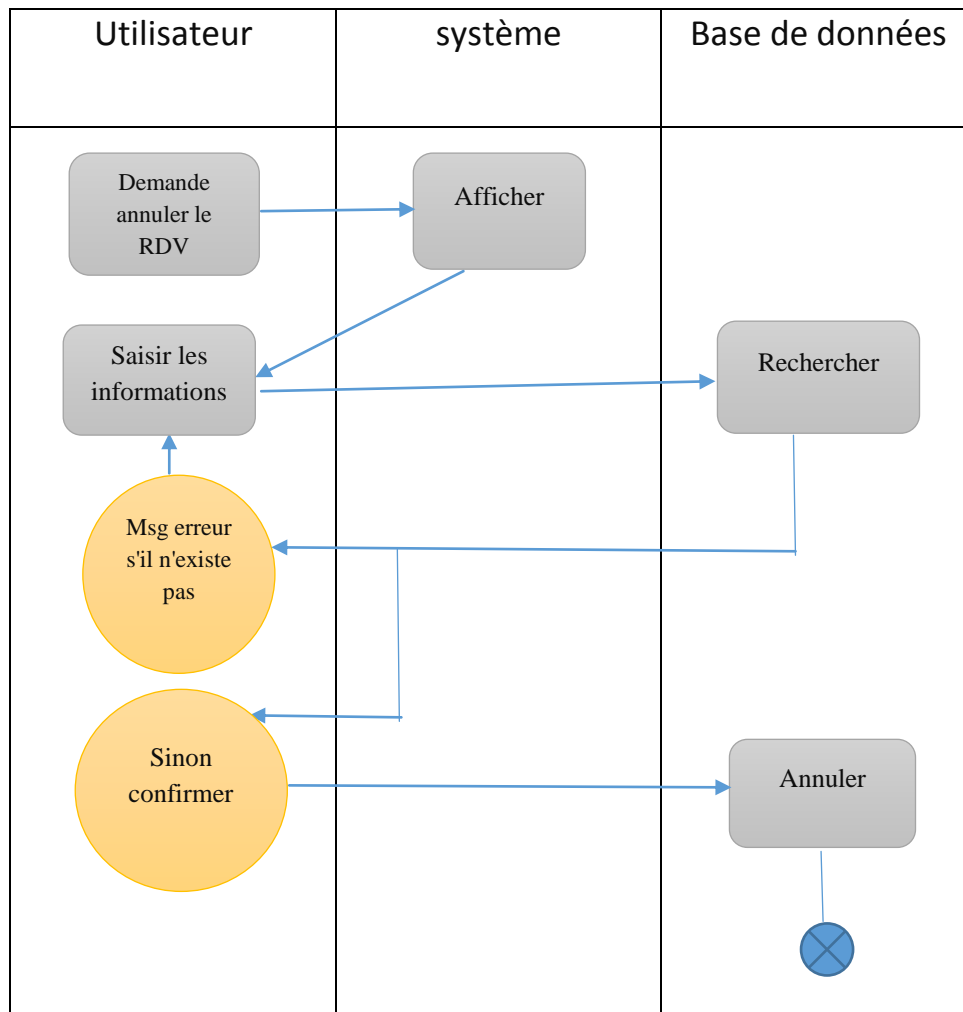 Utilisateur
système
Base de données
Demande
annuler le
RDV
Afficher
Saisir les
informations
Rechercher
Msg erreur
s'il n'existe
pas
Sinon
confirmer
Annuler